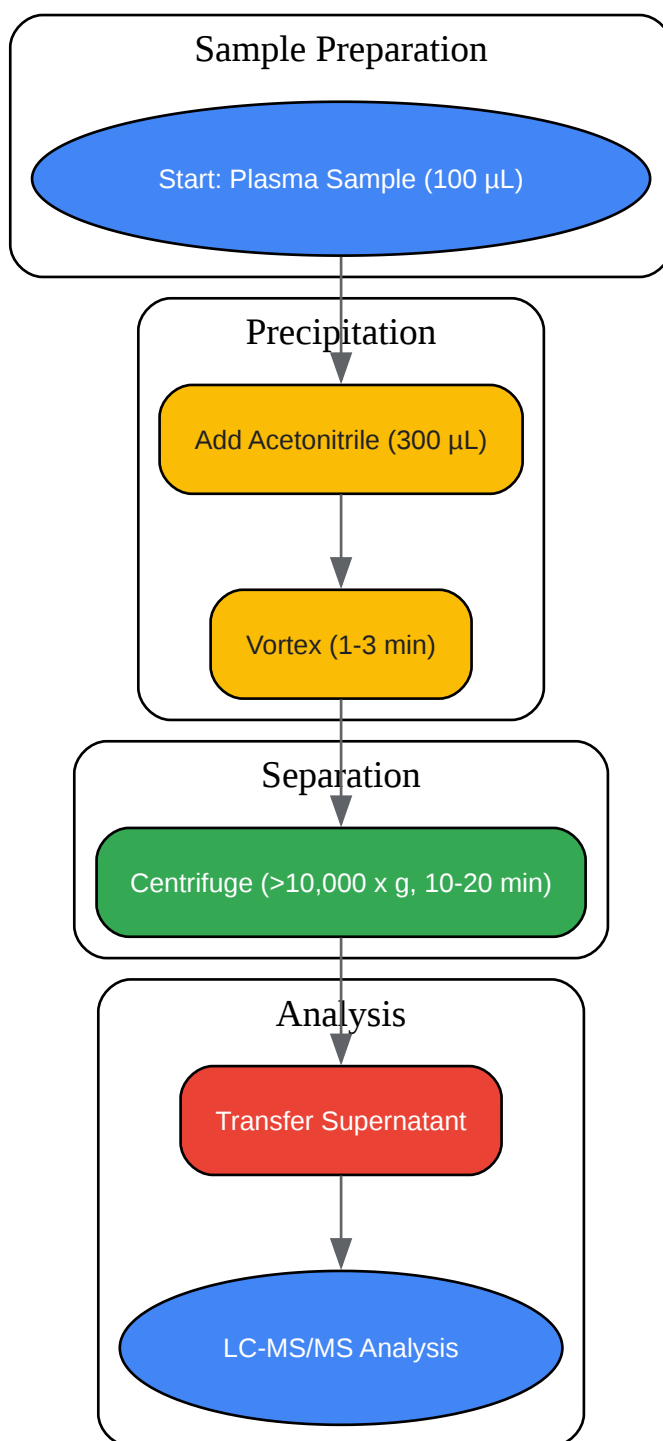 Sample Preparation
Start: Plasma Sample (100 µL)
Precipitation
Add Acetonitrile (300 µL)
Vortex (1-3 min)
Separation
Centrifuge (>10,000 x g, 10-20 min)
Analysis
Transfer Supernatant
LC-MS/MS Analysis